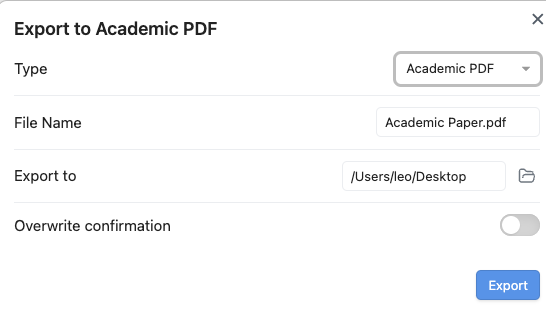 Export to Academic PDF
Type
Academic PDF
File Name
Academic Paper.pdf
Export to
/Users/leo/Desktop
Overwrite confirmation
Export